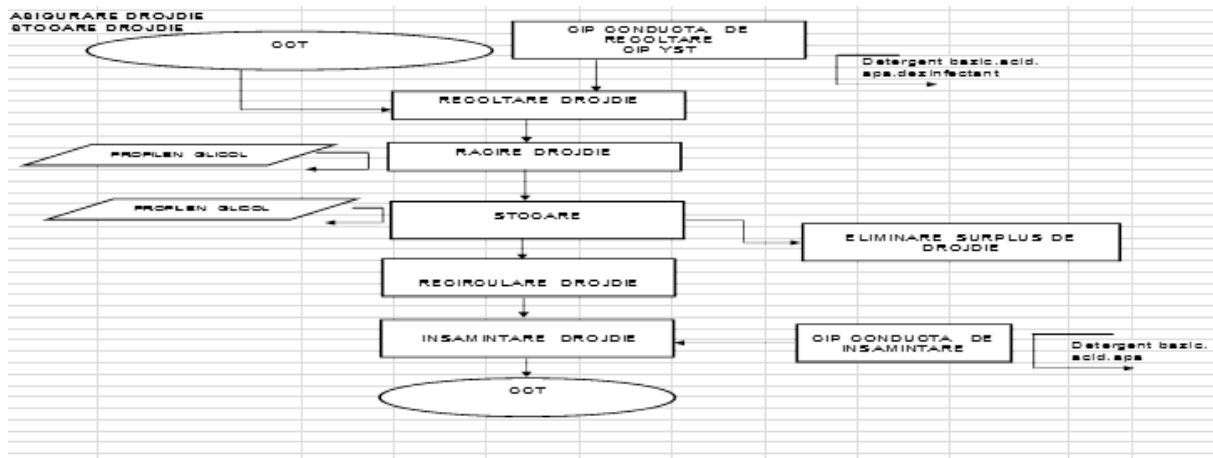 ASIGURARE DROJDIE
STOCARE DROJDIE
CCT
CIP CONDUCTA DE
RECOLTARE
CIP YST
Detergent bazic.acid.
apa.dezinfectant
RECOLTARE DROJDIE
PROPILEN GLICOL
RACIRE DROJDIE
PROPILEN GLICOL
STOCARE
ELIMINARE SURPLUS DE
DROJDIE
RECIRCULARE DROJDIE
INSAMINTARE DROJDIE
CIP CONDUCTA DE
INSAMINTARE
Detergent bazic.
acid.apa
CCT